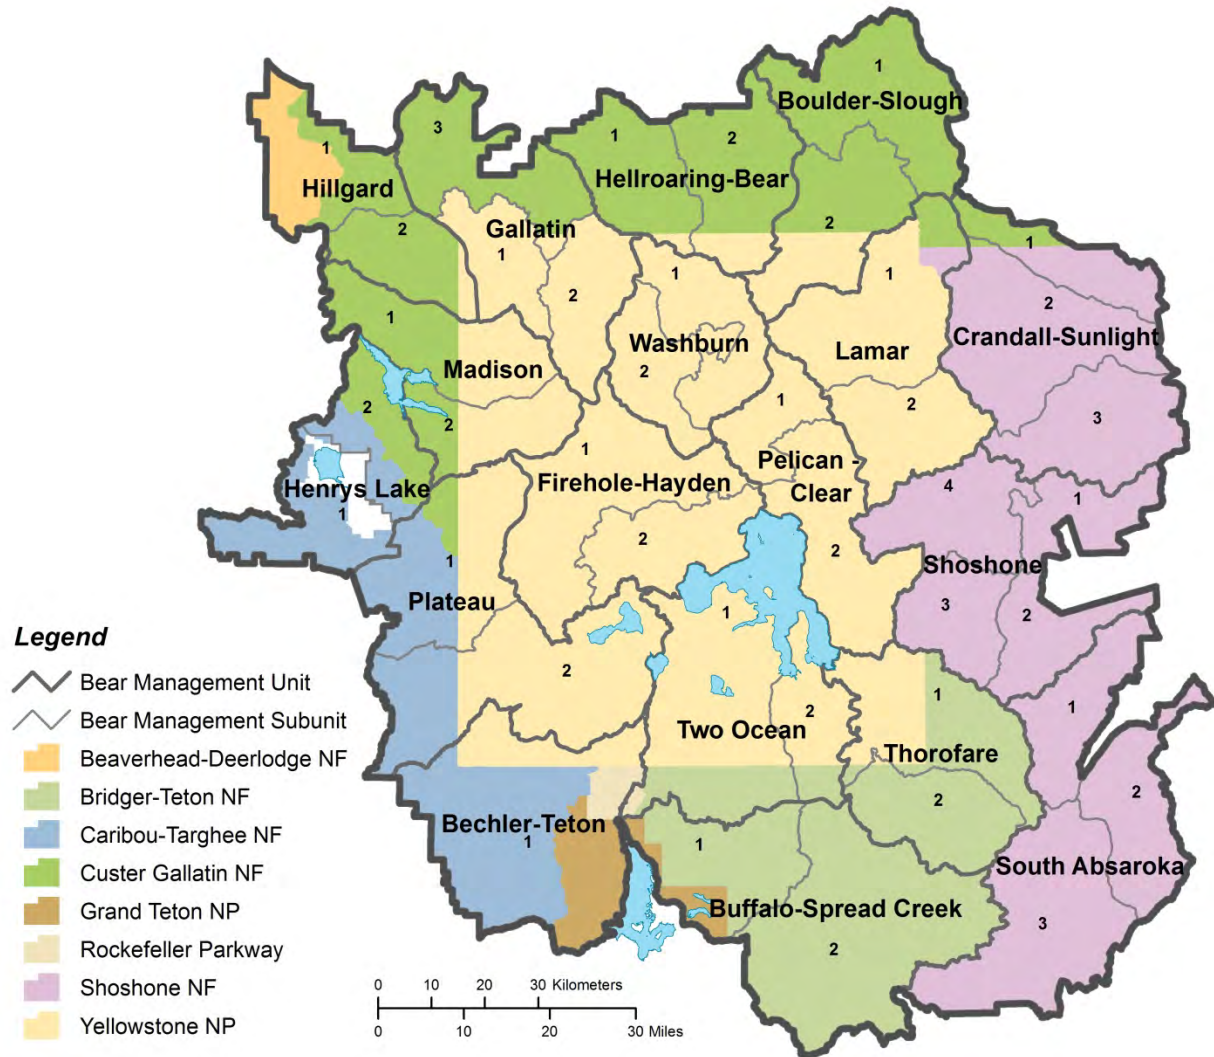 1
Boulder-Slough
3
1
2
1
Hellroaring-Bear
Hillgard
2
2
Gallatin
1
1
1
1
2
2
1
Washburn
Crandall-Sunlight
Madison
Lamar
2
2
1
2
2
3
1
Pelican -
Clear
Firehole-Hayden
Henrys Lake
1
4
1
2
2
1
Shoshone
Plateau
3
2
1
2
1
1
2
Two Ocean
Thorofare
2
2
Bechler-Teton
1
1
South Absaroka
Buffalo-Spread Creek
3
2
Legend
Bear Management Unit
Bear Management Subunit
Beaverhead-Deerlodge NF
Bridger-Teton NF
Caribou-Targhee NF
Custer Gallatin NF
Grand Teton NP
Rockefeller Parkway
Shoshone NF
Yellowstone NP
0 10 20 30 Kilometers
0 10 20 30 Miles